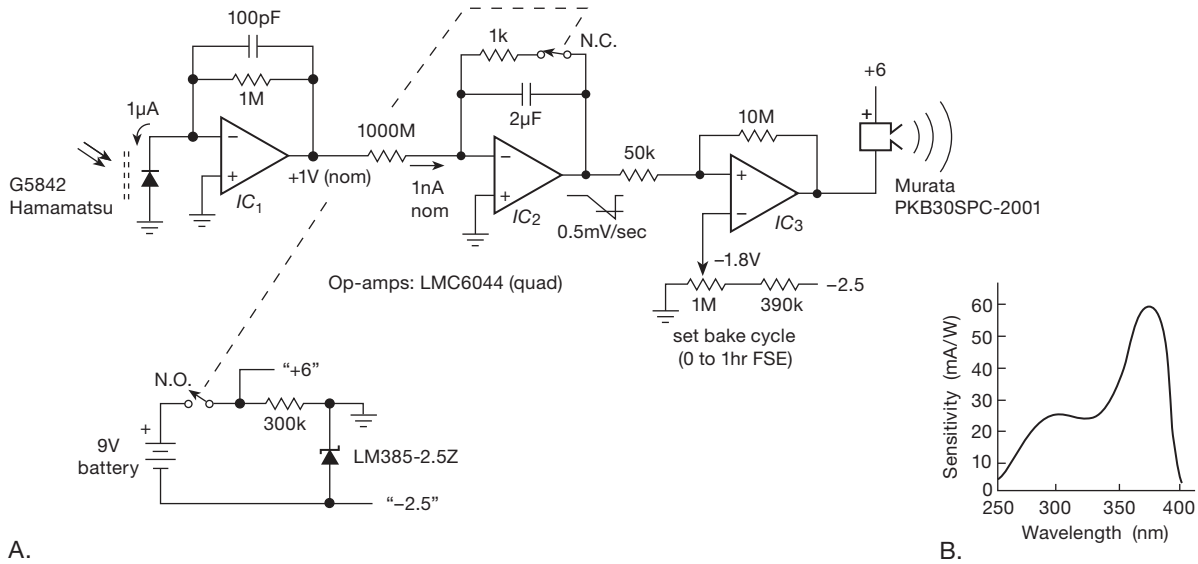 100pF
1M
1μA
G5842
Hamamatsu
−
+
IC1
+1V (nom)
1000M
1nA
nom
1k
N.C.
2μF
−
+
IC2
0.5mV/sec
50k
10M
+
−
IC3
+6
+
Murata
PKB30SPC-2001
−1.8V
1M
390k
−2.5
set bake cycle
(0 to 1hr FSE)
Op-amps: LMC6044 (quad)
N.O.
"+6"
300k
+
9V
battery
LM385-2.5Z
"−2.5"
A.
Sensitivity (mA/W)
60
50
40
30
20
10
0
250 300 350 400
Wavelength (nm)
B.